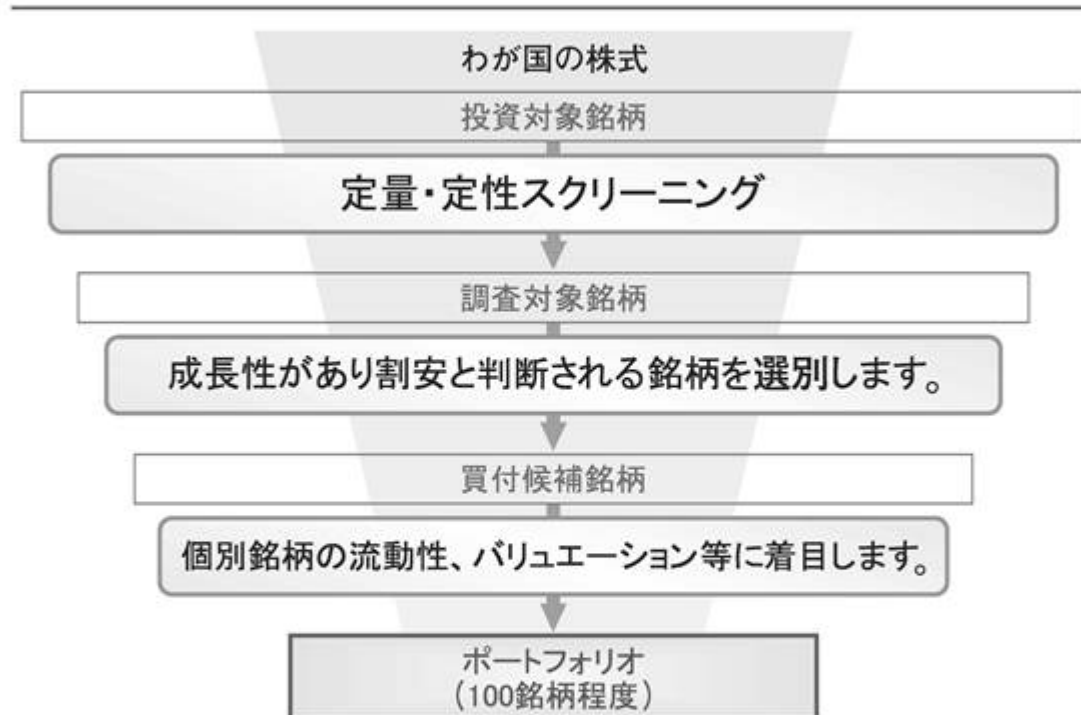 わが国の株式
投資対象銘柄
定量・定性スクリーニング
調査対象銘柄
成長性があり割安と判断される銘柄を選別します。
買付候補銘柄
個別銘柄の流動性、バリュエーション等に着目します。
ポートフォリオ
(100銘柄程度)